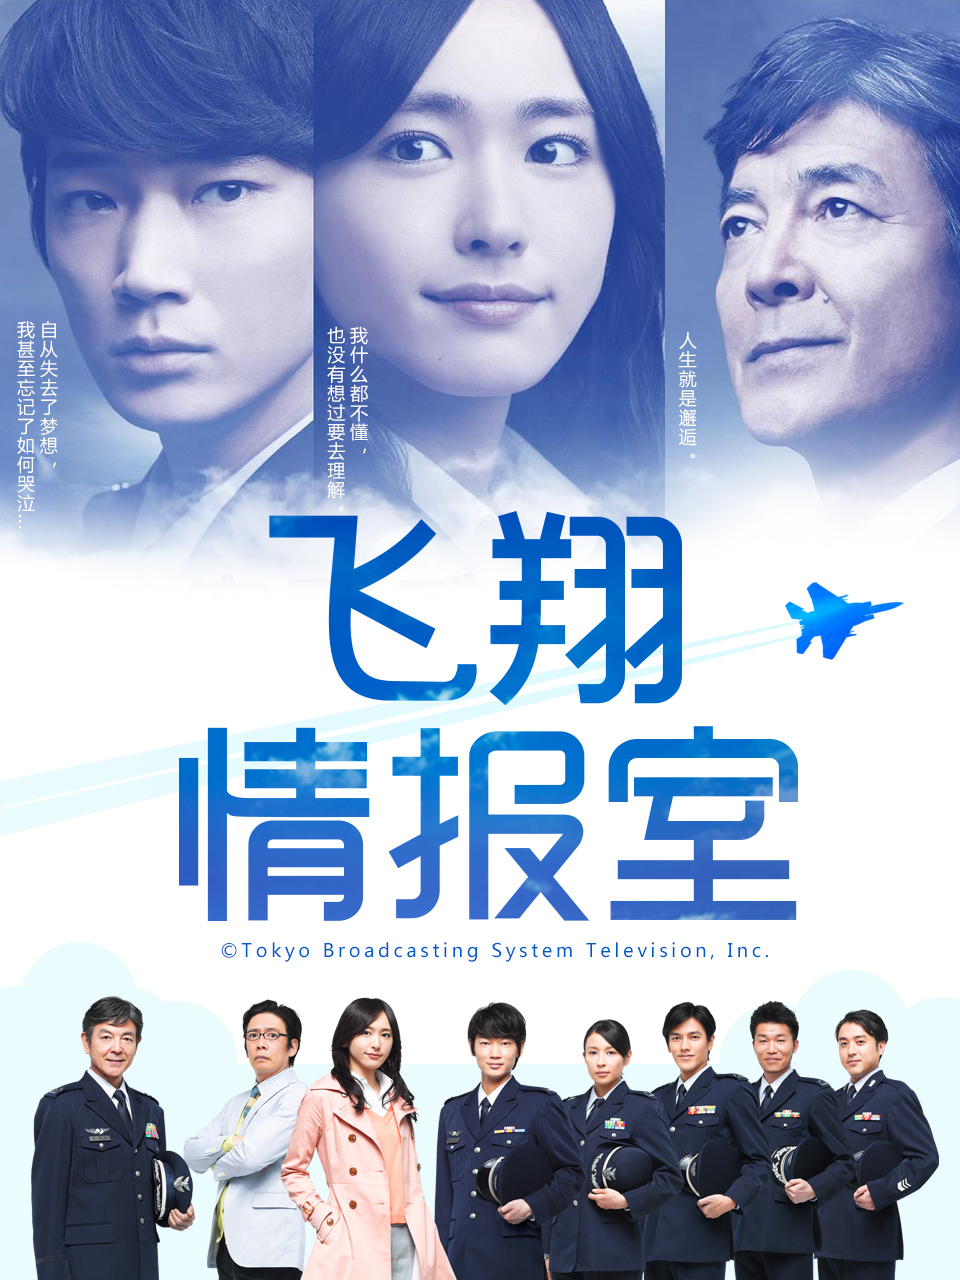 自从失去了梦想，
我甚至忘记了如何哭泣…
我什么都不懂，
也没有想过要去理解。
人生就是邂逅。
飞翔
情报室
©Tokyo Broadcasting System Television, Inc.